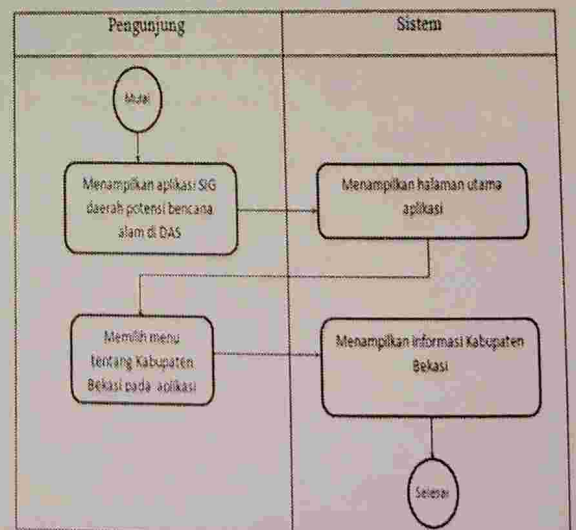 Pengunjung
Sistem
Mulai
Menampilkan aplikasi SIG
daerah potensi bencana
alam di DAS
Menampilkan halaman utama
aplikasi
Memilih menu
tentang Kabupaten
Bekasi pada aplikasi
Menampilkan informasi Kabupaten
Bekasi
Selesai